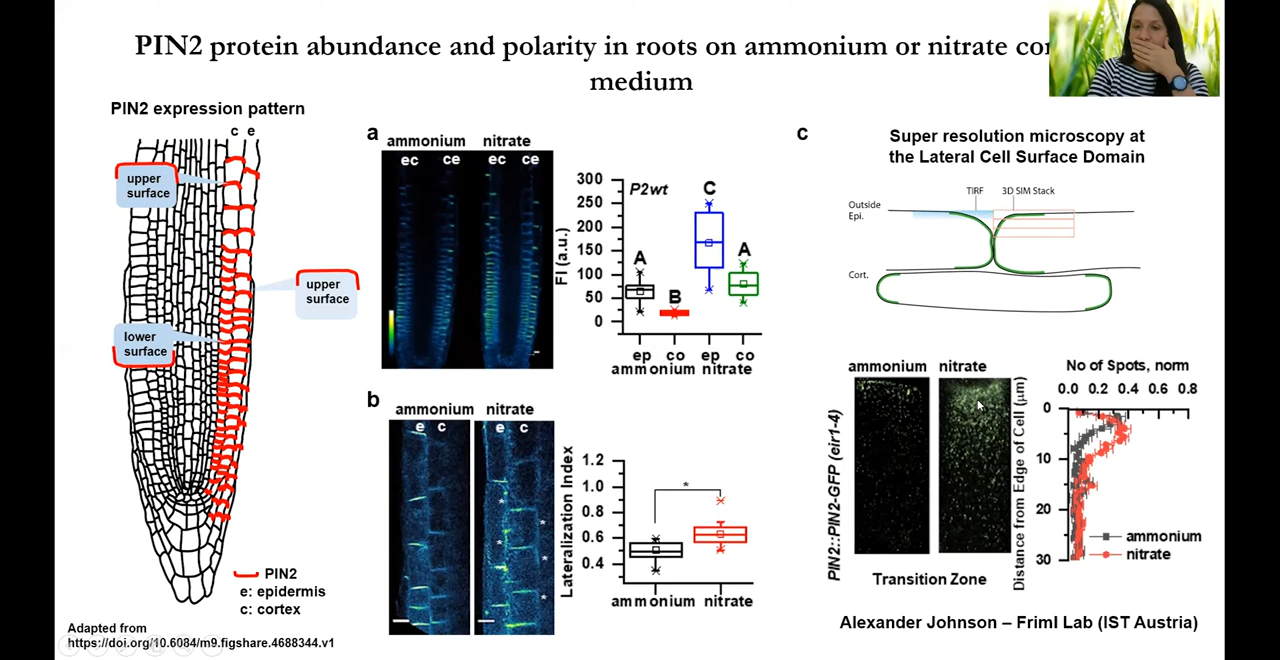 PIN2 protein abundance and polarity in roots on ammonium or nitrate
medium
PIN2 expression pattern
c e
upper
surface
upper
surface
lower
surface
PIN2
e: epidermis
c: cortex
Adapted from
https://doi.org/10.6084/m9.figshare.4688344.v1
a
ammonium nitrate
ec ce ec ce
FI (a.u.)
300
250
200
150
100
50
0
P2wt
A B C A
ep co ep co
ammonium nitrate
b
ammonium nitrate
e c e c
* * * * *
Lateralization Index
1.2
1.0
0.8
0.6
0.4
*
ammonium nitrate
c
Super resolution microscopy at
the Lateral Cell Surface Domain
TIRF 3D SIM Stack
Outside
Epi.
Cort.
ammonium nitrate
PIN2::PIN2-GFP (eir1-4)
Transition Zone
No of Spots, norm
0.0 0.2 0.4 0.6 0.8
Distance from Edge of Cell (μm)
0
10
20
30
ammonium
nitrate
Alexander Johnson – Friml Lab (IST Austria)